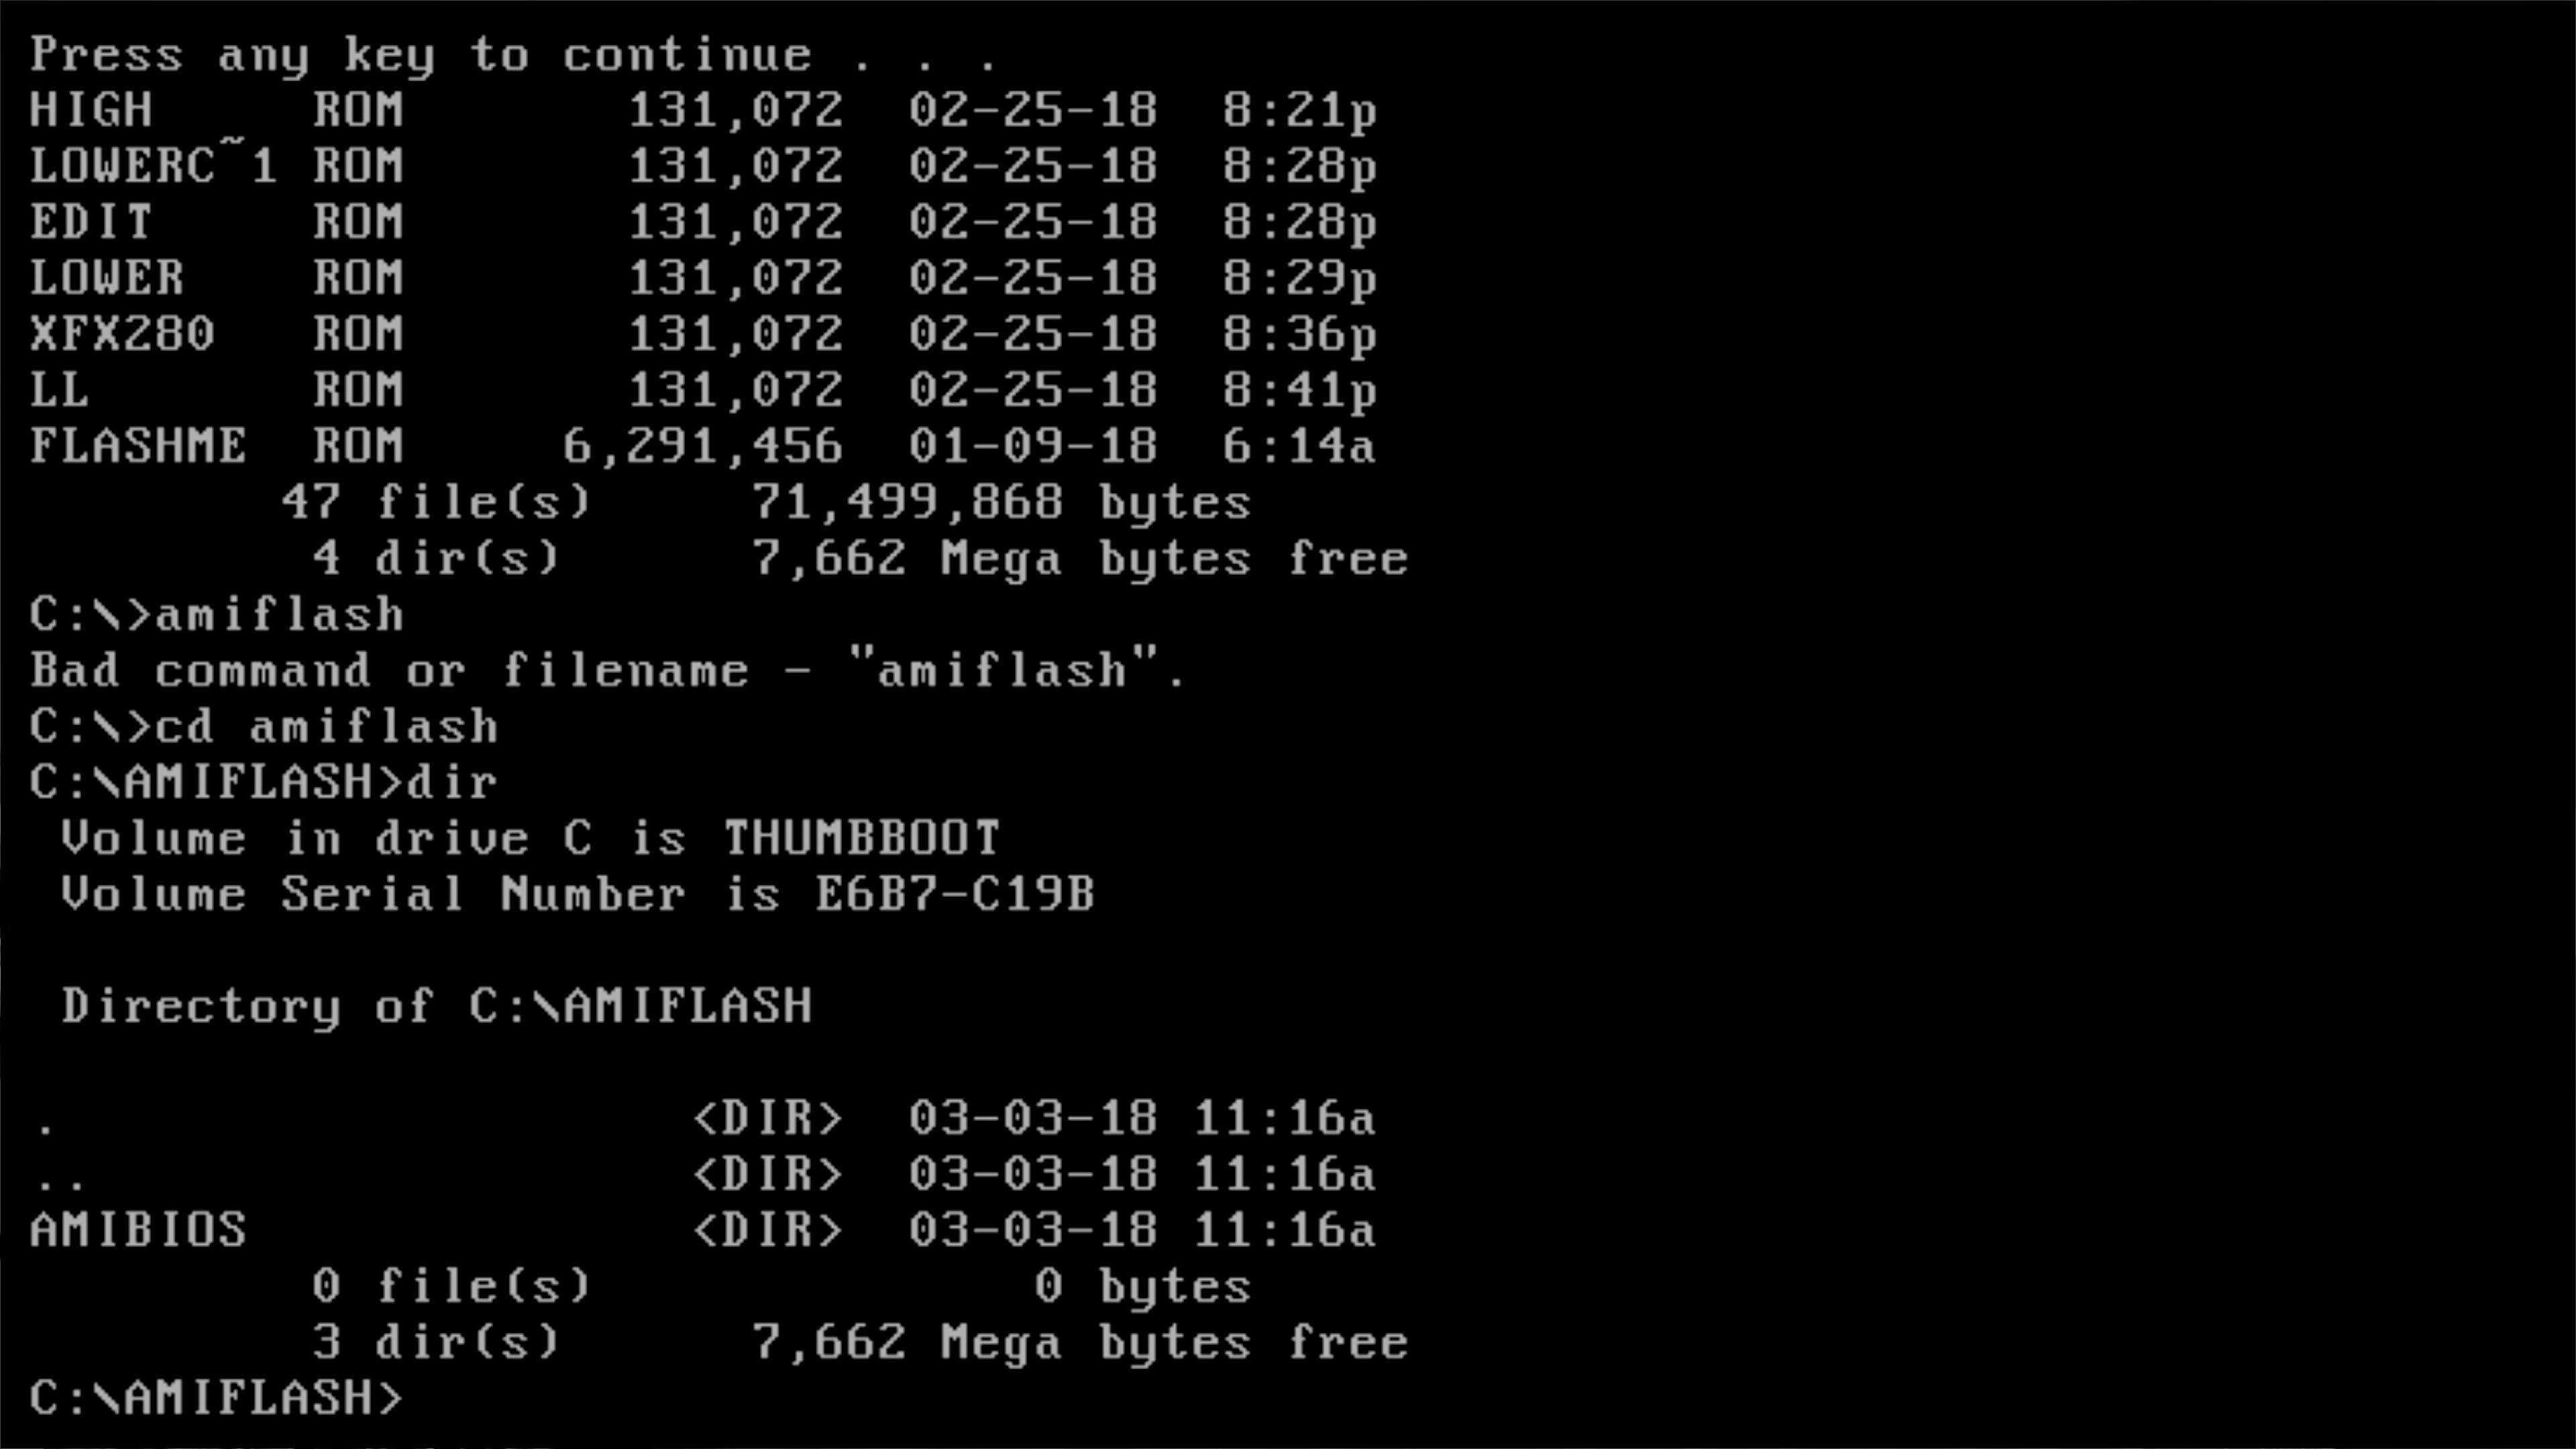 Press any key to continue . . .
HIGH     ROM       131,072  02-25-18  8:21p
LOWERC~1 ROM       131,072  02-25-18  8:28p
EDIT     ROM       131,072  02-25-18  8:28p
LOWER    ROM       131,072  02-25-18  8:29p
XFX280   ROM       131,072  02-25-18  8:36p
LL       ROM       131,072  02-25-18  8:41p
FLASHME  ROM     6,291,456  01-09-18  6:14a
        47 file(s)     71,499,868 bytes
         4 dir(s)      7,662 Mega bytes free
C:\>amiflash
Bad command or filename - "amiflash".
C:\>cd amiflash
C:\AMIFLASH>dir
 Volume in drive C is THUMBBOOT
 Volume Serial Number is E6B7-C19B
 Directory of C:\AMIFLASH
.                    <DIR>  03-03-18 11:16a
..                   <DIR>  03-03-18 11:16a
AMIBIOS              <DIR>  03-03-18 11:16a
         0 file(s)              0 bytes
         3 dir(s)      7,662 Mega bytes free
C:\AMIFLASH>